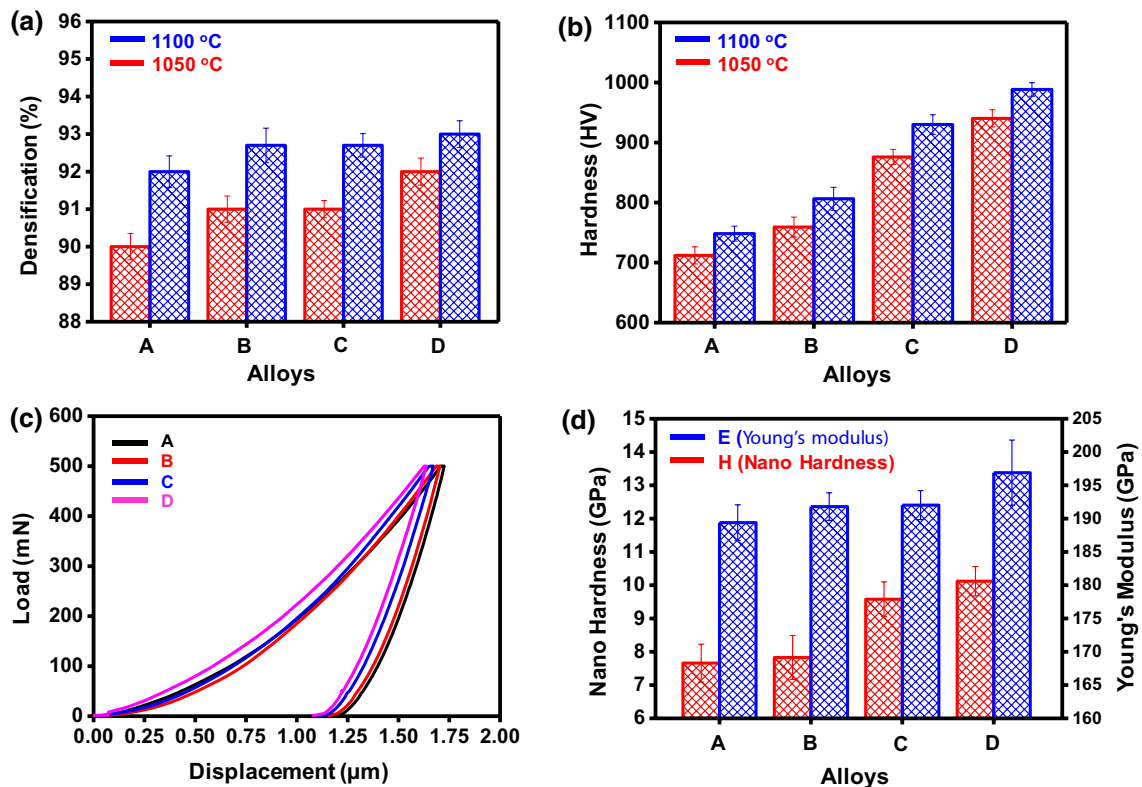 (a)
96
95
94
93
92
91
90
89
88
Densification (%)
1100 ºC
1050 ºC
A B C D
Alloys
(b)
1100
1000
900
800
700
600
Hardness (HV)
1100 ºC
1050 ºC
A B C D
Alloys
(c)
600
500
400
300
200
100
0
Load (mN)
A
B
C
D
0.00 0.25 0.50 0.75 1.00 1.25 1.50 1.75 2.00
Displacement (µm)
(d)
15
14
13
12
11
10
9
8
7
6
Nano Hardness (GPa)
E (Young's modulus)
H (Nano Hardness)
205
200
195
190
185
180
175
170
165
160
Young's Modulus (GPa)
A B C D
Alloys